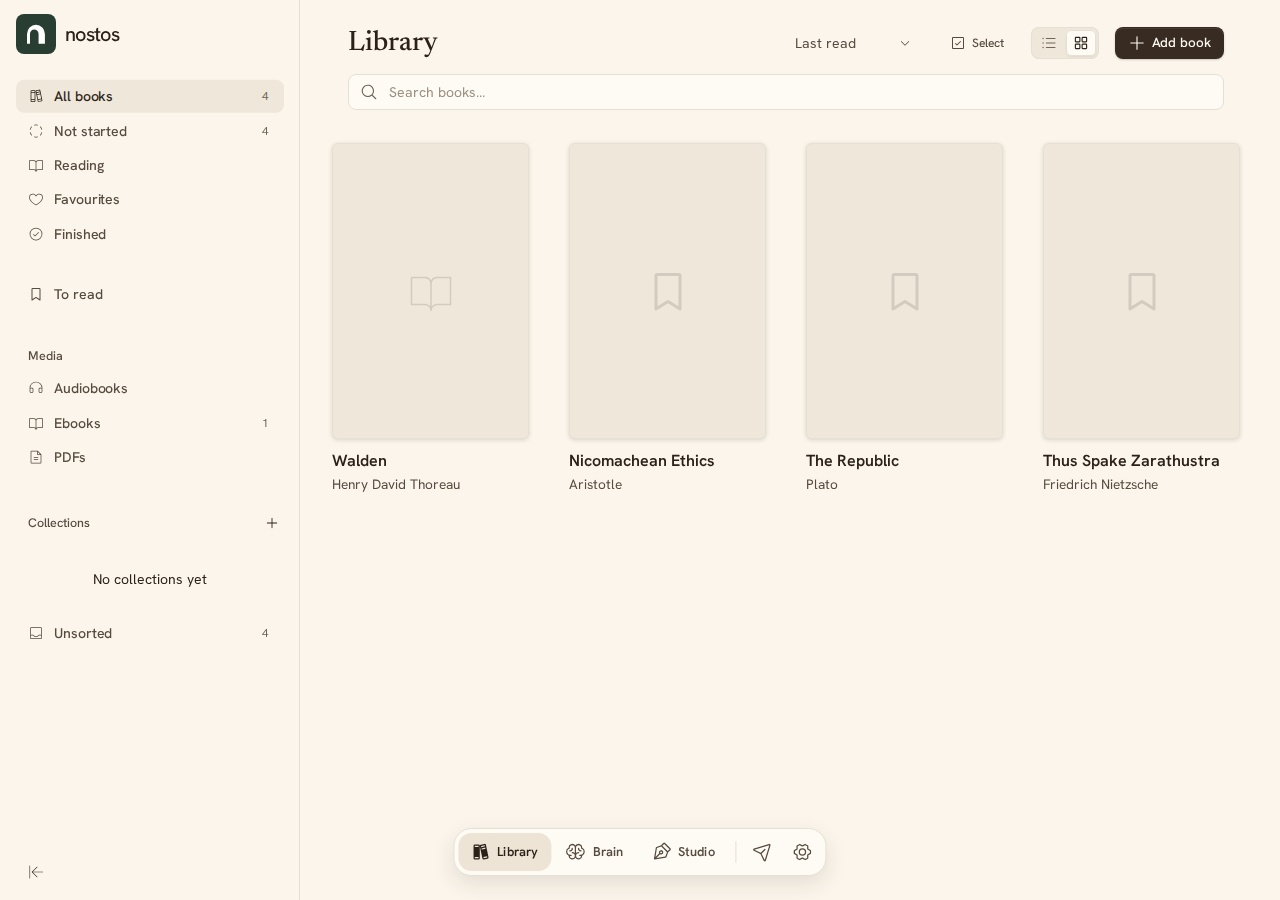 nostos
All books 4
Not started 4
Reading
Favourites
Finished
To read
Media
Audiobooks
Ebooks 1
PDFs
Collections
No collections yet
Unsorted 4
Library
Last read
Select
Add book
Search books...
Walden
Henry David Thoreau
Nicomachean Ethics
Aristotle
The Republic
Plato
Thus Spake Zarathustra
Friedrich Nietzsche
Library
Brain
Studio